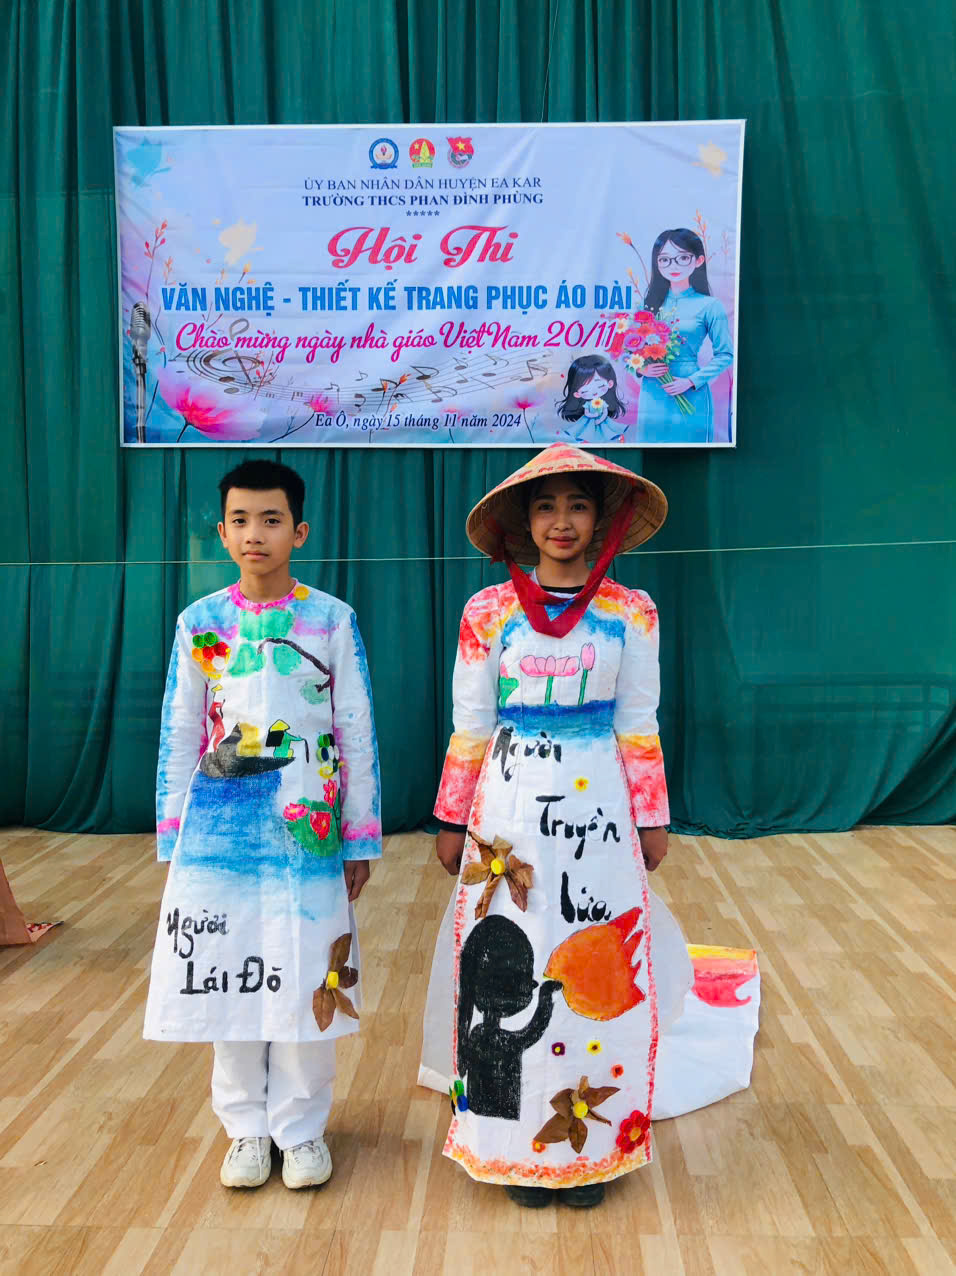 ỦY BAN NHÂN DÂN HUYỆN EA KAR
TRƯỜNG THCS PHAN ĐÌNH PHÙNG
*****
Hội Thi
VĂN NGHỆ - THIẾT KẾ TRANG PHỤC ÁO DÀI
Chào mừng ngày nhà giáo Việt Nam 20/11
Ea Ô, ngày 15 tháng 11 năm 2024
Người
Lái Đò
Người
Truyền
Lửa